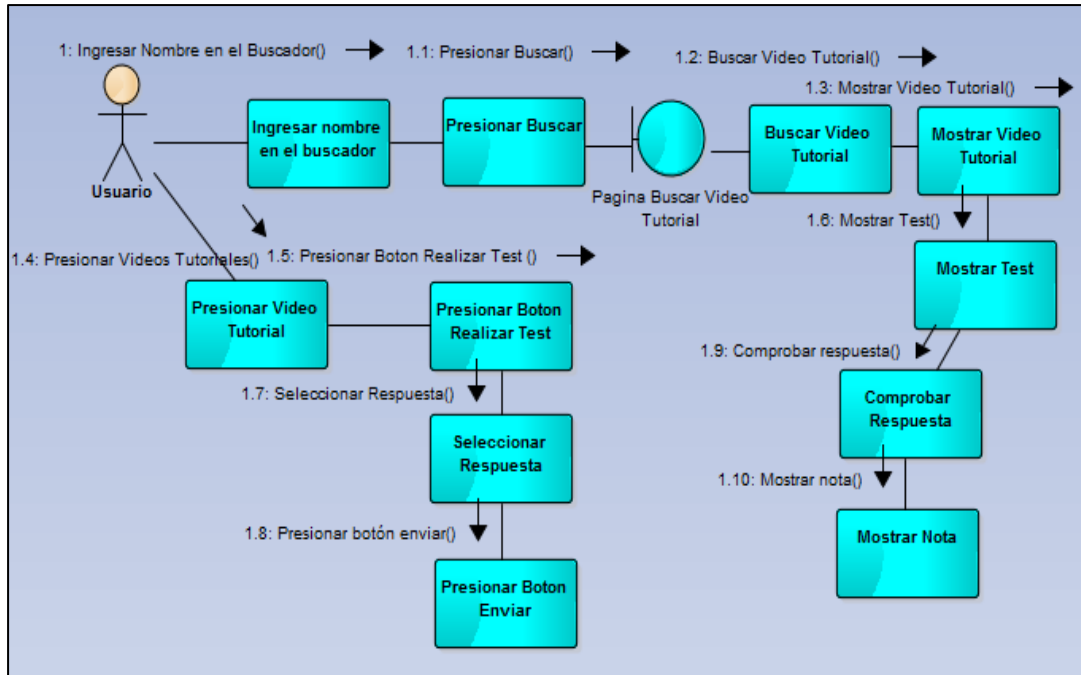 1: Ingresar Nombre en el Buscador()
1.1: Presionar Buscar()
1.2: Buscar Video Tutorial()
1.3: Mostrar Video Tutorial()
Usuario
Ingresar nombre
en el buscador
Presionar Buscar
Pagina Buscar Video
Tutorial
Buscar Video
Tutorial
Mostrar Video
Tutorial
1.6: Mostrar Test()
1.4: Presionar Videos Tutoriales()
1.5: Presionar Boton Realizar Test ()
Presionar Video
Tutorial
Presionar Boton
Realizar Test
Mostrar Test
1.9: Comprobar respuesta()
1.7: Seleccionar Respuesta()
Comprobar
Respuesta
Seleccionar
Respuesta
1.10: Mostrar nota()
1.8: Presionar botón enviar()
Mostrar Nota
Presionar Boton
Enviar